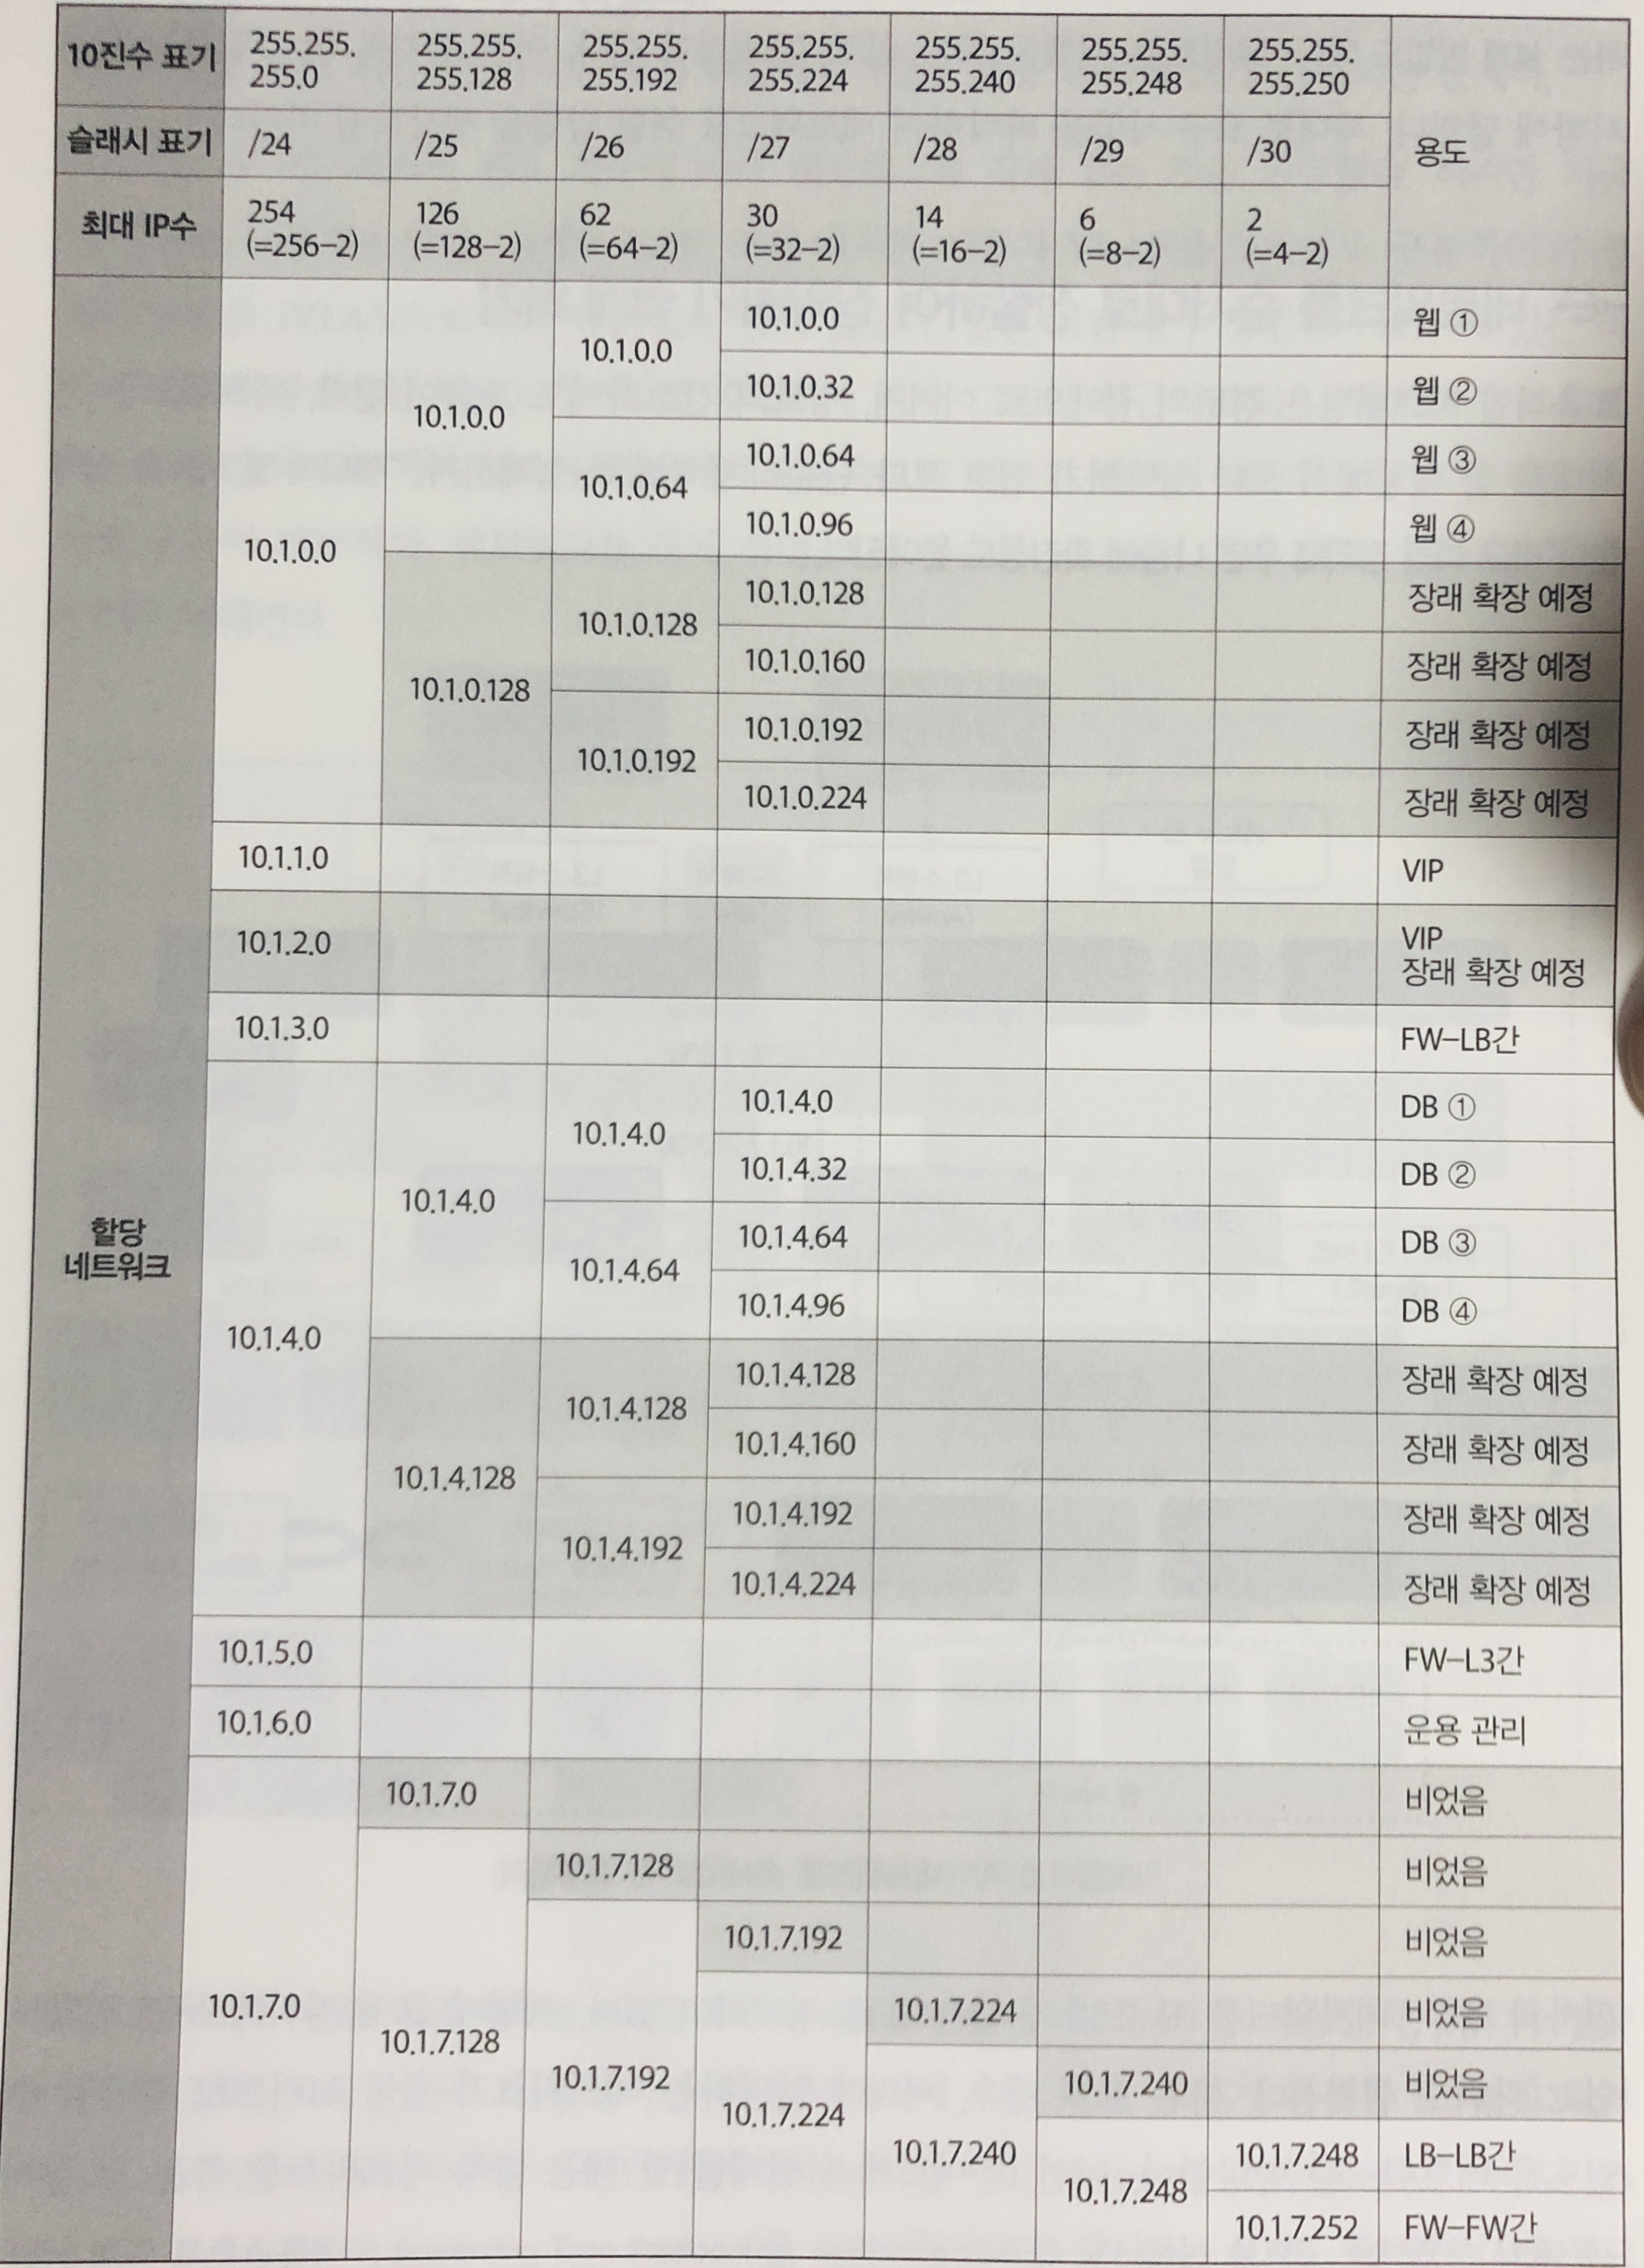 10진수 표기 255.255.255.0 255.255.255.128 255.255.255.192 255.255.255.224 255.255.255.240 255.255.255.248 255.255.255.250 용도
슬래시 표기 /24 /25 /26 /27 /28 /29 /30
최대 IP수 254 (=256–2) 126 (=128–2) 62 (=64–2) 30 (=32–2) 14 (=16–2) 6 (=8–2) 2 (=4–2)
할당 네트워크
10.1.0.0 10.1.0.0 10.1.0.0 10.1.0.0 웹 ①
10.1.0.32 웹 ②
10.1.0.64 10.1.0.64 웹 ③
10.1.0.96 웹 ④
10.1.0.128 10.1.0.128 10.1.0.128 장래 확장 예정
10.1.0.160 장래 확장 예정
10.1.0.192 10.1.0.192 장래 확장 예정
10.1.0.224 장래 확장 예정
10.1.1.0 VIP
10.1.2.0 VIP 장래 확장 예정
10.1.3.0 FW–LB간
10.1.4.0 10.1.4.0 10.1.4.0 10.1.4.0 DB ①
10.1.4.32 DB ②
10.1.4.64 10.1.4.64 DB ③
10.1.4.96 DB ④
10.1.4.128 10.1.4.128 10.1.4.128 장래 확장 예정
10.1.4.160 장래 확장 예정
10.1.4.192 10.1.4.192 장래 확장 예정
10.1.4.224 장래 확장 예정
10.1.5.0 FW–L3간
10.1.6.0 운용 관리
10.1.7.0 10.1.7.0 비었음
10.1.7.128 10.1.7.128 비었음
10.1.7.192 10.1.7.192 비었음
10.1.7.224 10.1.7.224 비었음
10.1.7.240 10.1.7.240 비었음
10.1.7.248 10.1.7.248 LB–LB간
10.1.7.252 FW–FW간